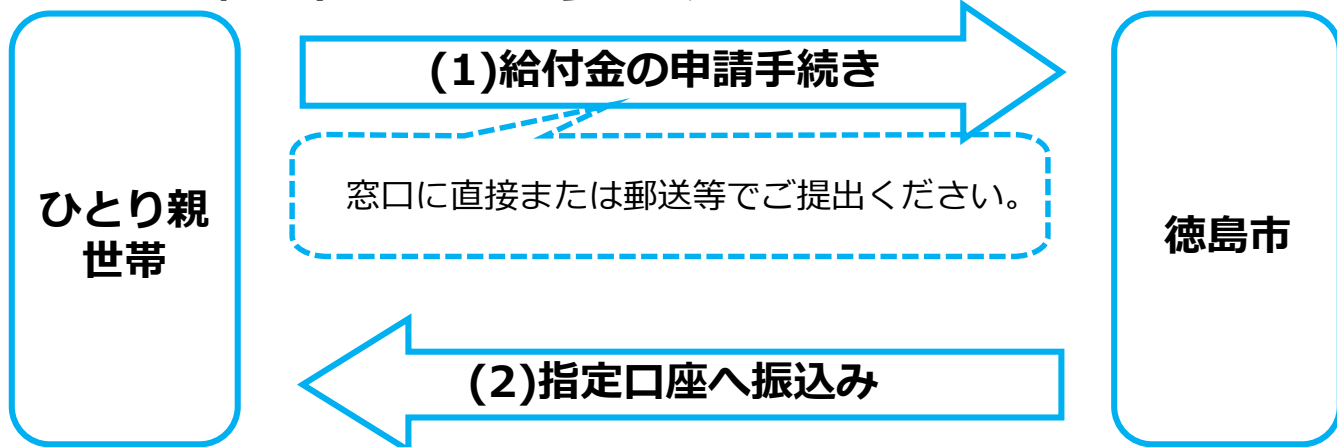 (1)給付金の申請手続き
窓口に直接または郵送等でご提出ください。
ひとり親
世帯
徳島市
(2)指定口座へ振込み